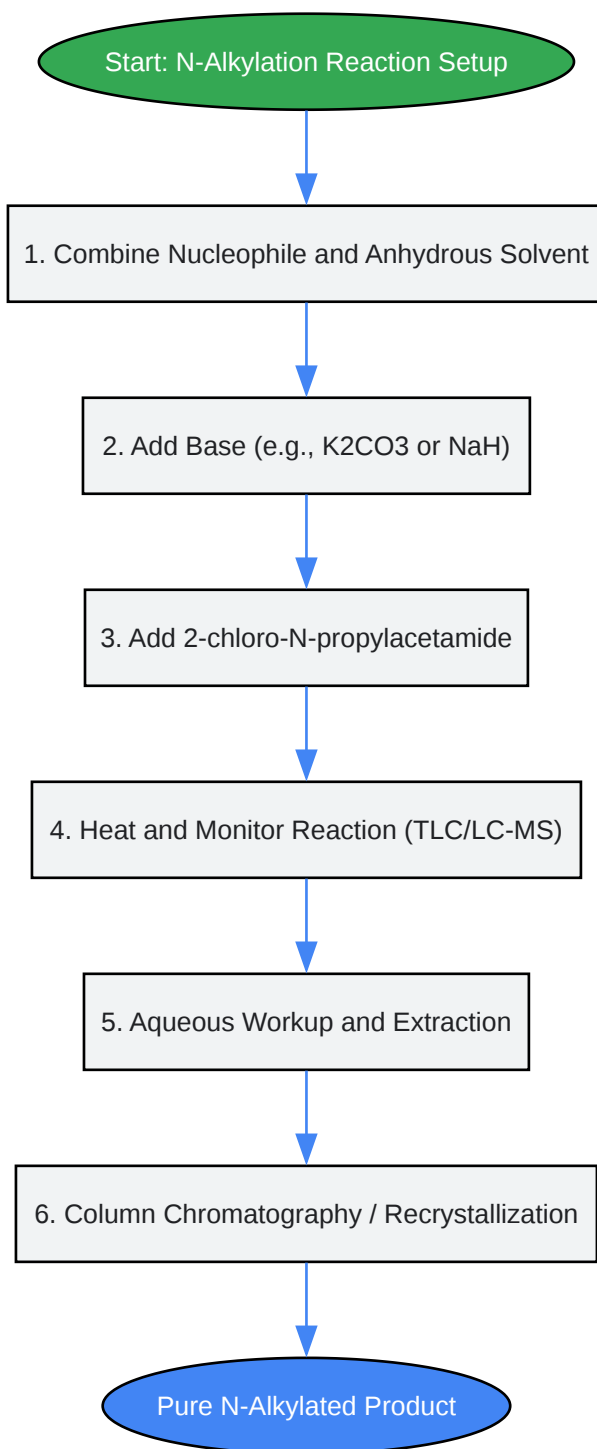 Start: N-Alkylation Reaction Setup
1. Combine Nucleophile and Anhydrous Solvent
2. Add Base (e.g., K2CO3 or NaH)
3. Add 2-chloro-N-propylacetamide
4. Heat and Monitor Reaction (TLC/LC-MS)
5. Aqueous Workup and Extraction
6. Column Chromatography / Recrystallization
Pure N-Alkylated Product